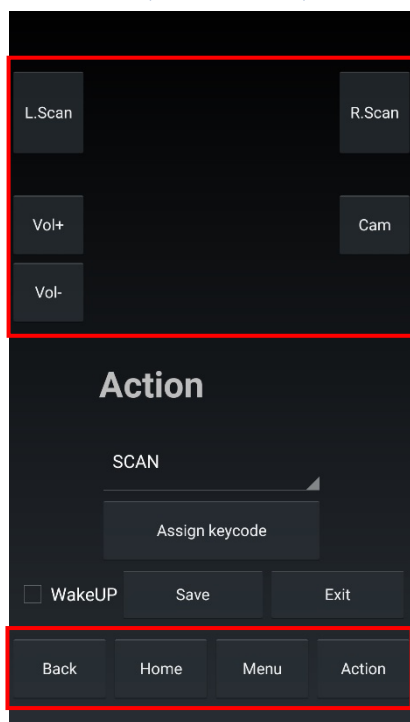 L.Scan R.Scan
Vol+ Cam
Vol-
Action
SCAN
Assign keycode
WakeUP Save Exit
Back Home Menu Action